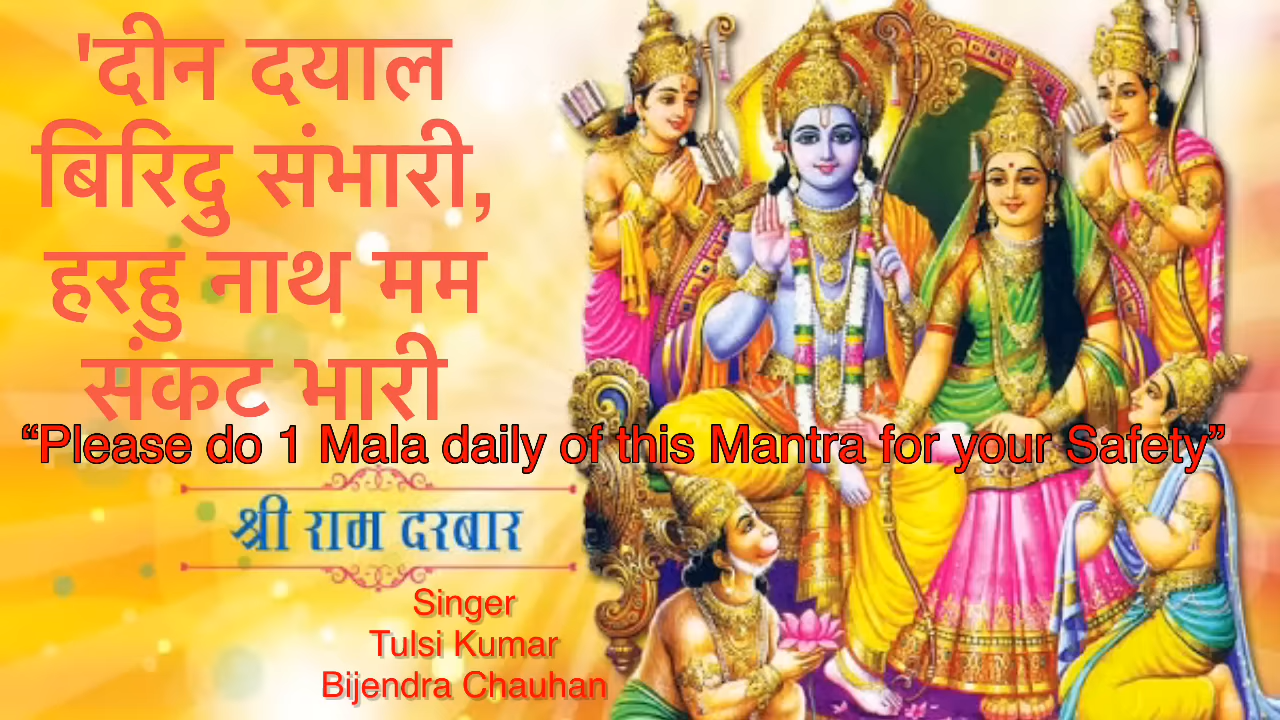 'दीन दयाल
बिरिदु संभारी,
हरहु नाथ मम
संकट भारी
“Please do 1 Mala daily of this Mantra for your Safety”
श्री राम दरबार
Singer
Tulsi Kumar
Bijendra Chauhan